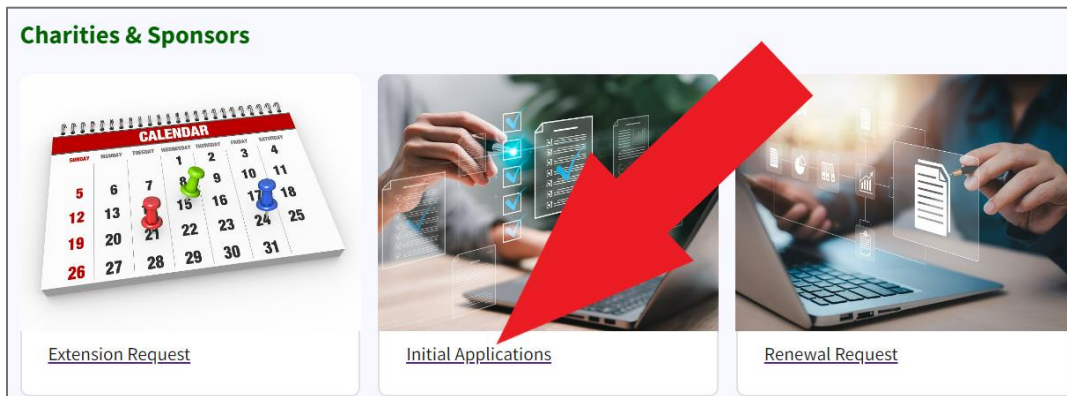 Charities & Sponsors
CALENDAR
SUNDAY MONDAY TUESDAY WEDNESDAY THURSDAY FRIDAY SATURDAY
1 2 3 4
5 6 7 8 9 10 11
12 13 15 16 17 18
19 20 21 22 23 24 25
26 27 28 29 30 31
Extension Request
Initial Applications
Renewal Request